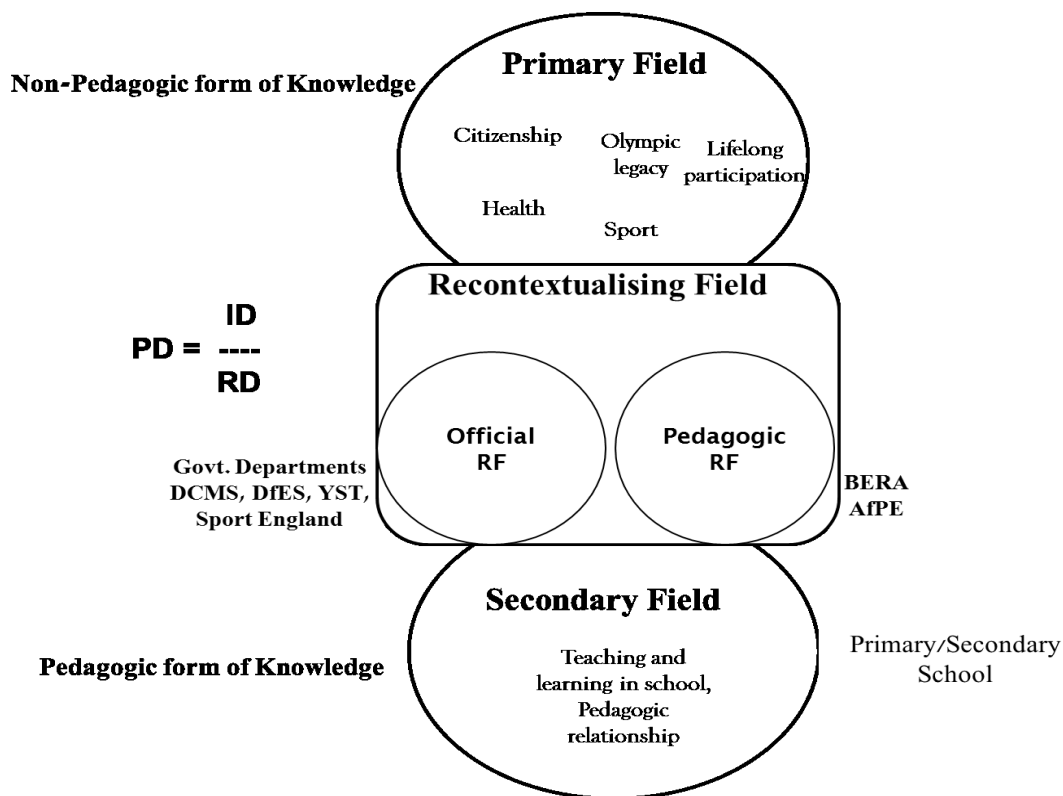 Primary Field
Non-Pedagogic form of Knowledge
Citizenship
Olympic
legacy
Lifelong
participation
Health
Sport
Recontextualising Field
ID
PD = ----
RD
Official
RF
Pedagogic
RF
Govt. Departments
DCMS, DfES, YST,
Sport England
BERA
AfPE
Secondary Field
Pedagogic form of Knowledge
Teaching and
learning in school,
Pedagogic
relationship
Primary/Secondary
School